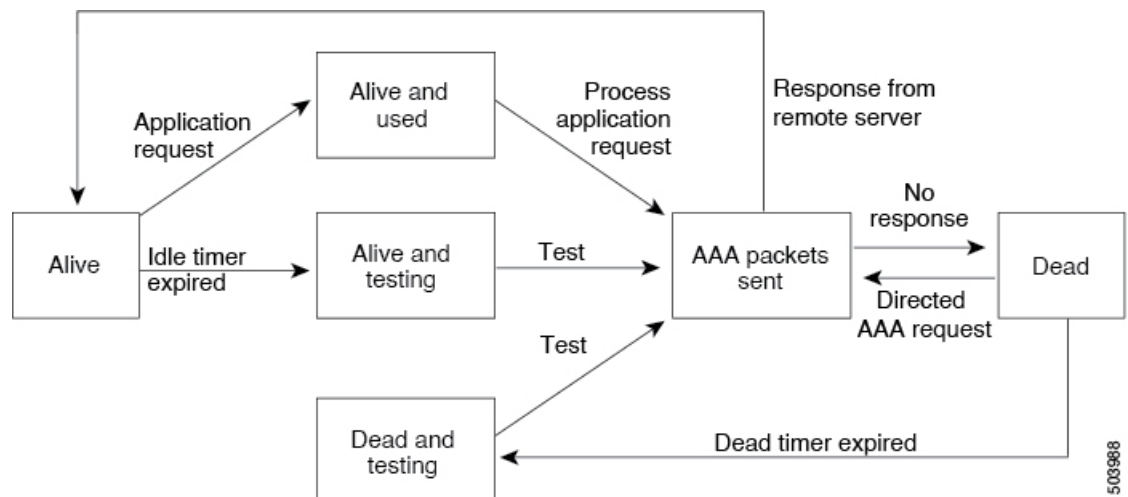 Alive and
used
Process
application
request
Response from
remote server
Application
request
No
response
Alive
Idle timer
expired
Alive and
testing
Test
AAA packets
sent
Dead
Directed
AAA request
Test
Dead and
testing
Dead timer expired
503988